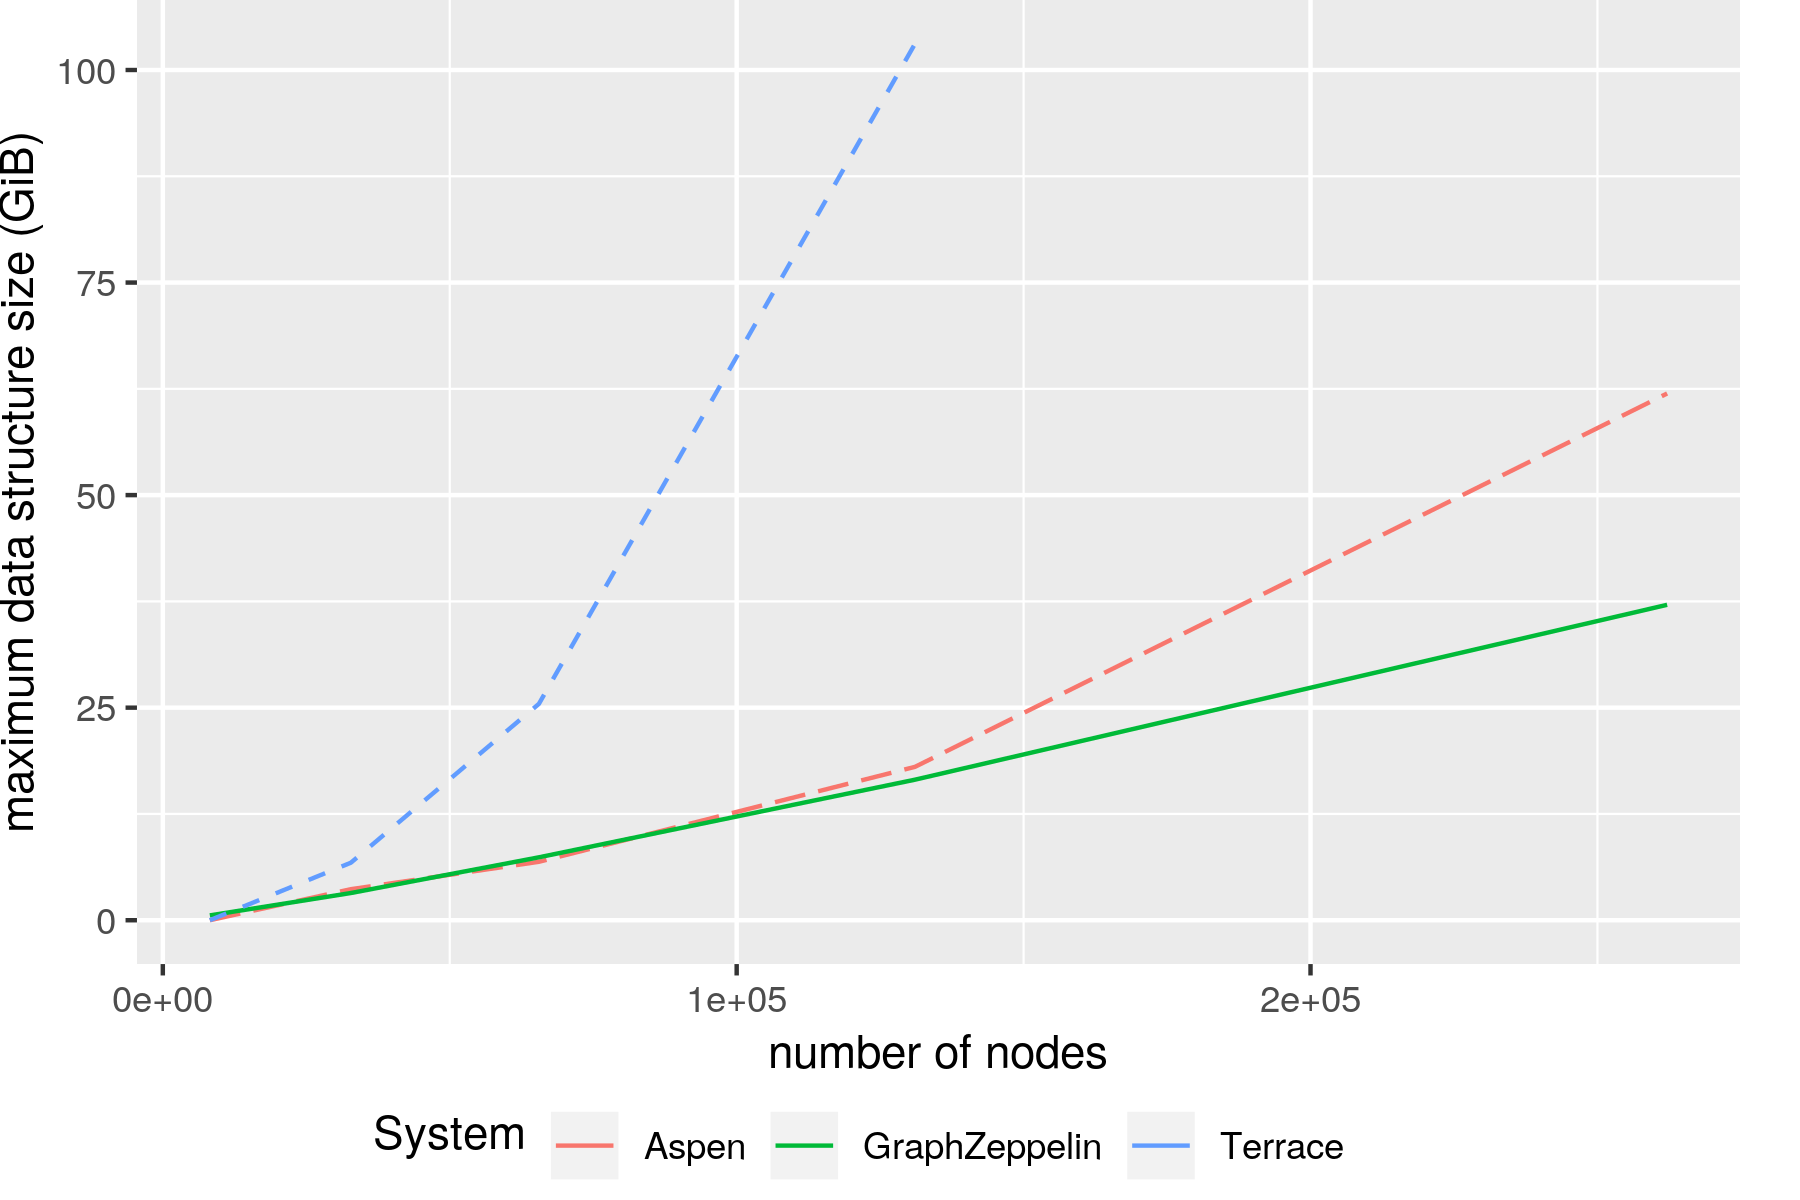 maximum data structure size (GiB)
100
75
50
25
0
0e+00 1e+05 2e+05
number of nodes
System Aspen GraphZeppelin Terrace